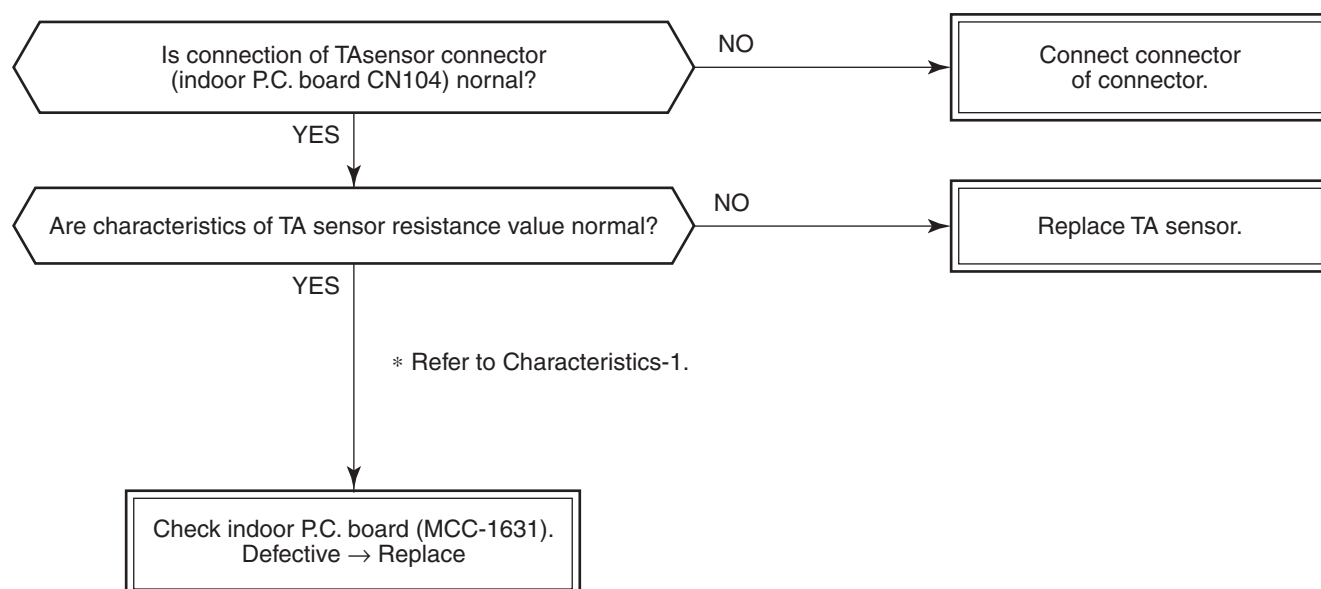 Is connection of TAsensor connector
(indoor P.C. board CN104) nornal?
NO
Connect connector
of connector.
YES
Are characteristics of TA sensor resistance value normal?
NO
Replace TA sensor.
YES
* Refer to Characteristics-1.
Check indoor P.C. board (MCC-1631).
Defective → Replace